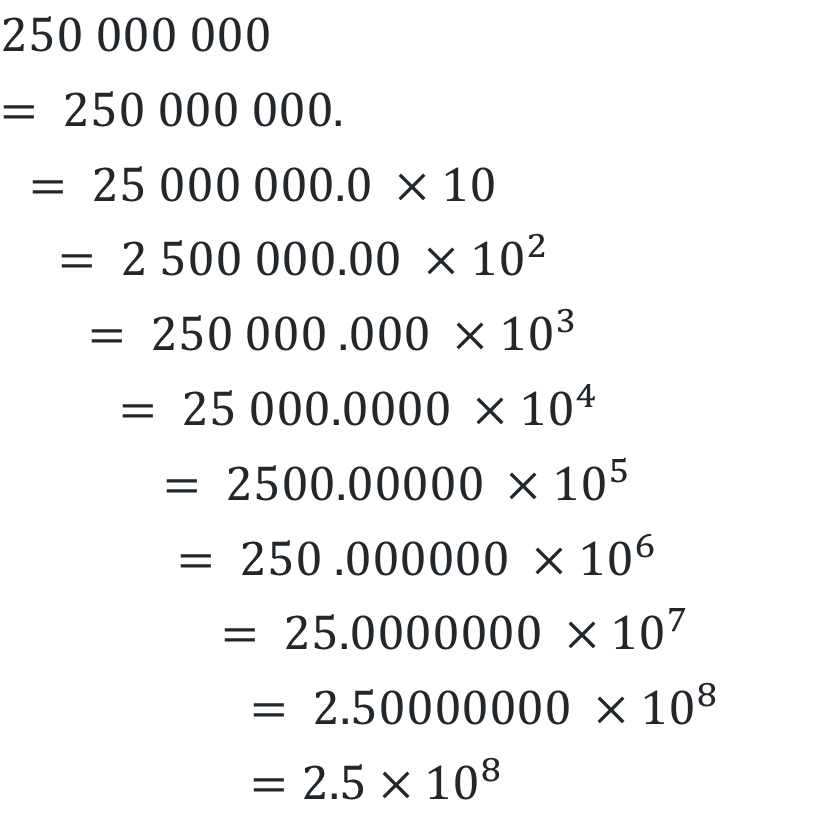 250 000 000
= 250 000 000.
= 25 000 000.0 × 10
= 2 500 000.00 × 10²
= 250 000 .000 × 10³
= 25 000.0000 × 10⁴
= 2500.00000 × 10⁵
= 250 .000000 × 10⁶
= 25.0000000 × 10⁷
= 2.50000000 × 10⁸
= 2.5 × 10⁸